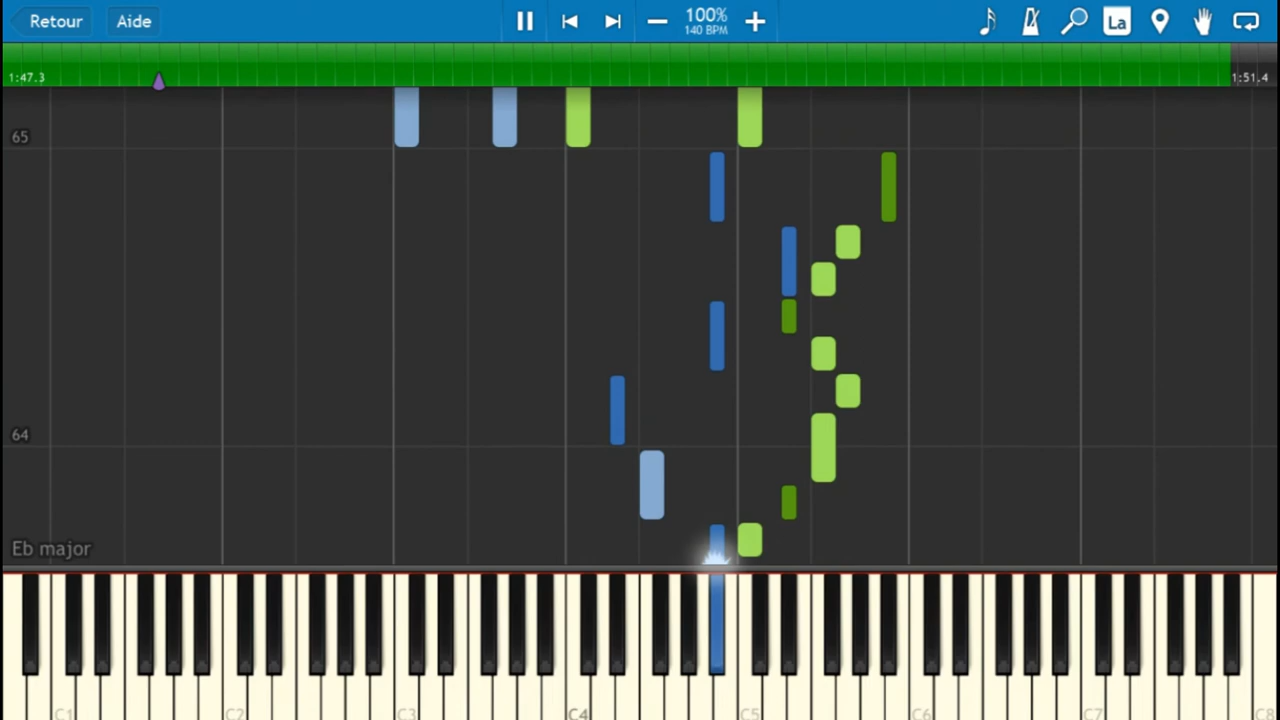 Retour
Aide
100%
140 BPM
La
1:47.3
1:51.4
65
64
Eb major
C1
C2
C3
C4
C5
C6
C7
C8